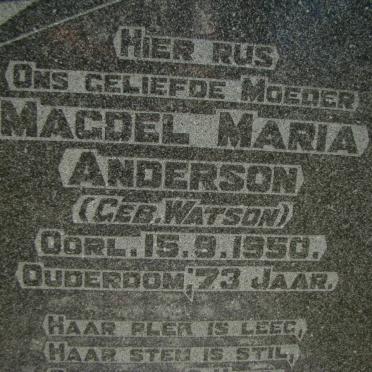 HIER RUS
ONS GELIEFDE MOEDER
MAGDEL MARIA
ANDERSON
(GEB. WATSON)
OORL. 15.9.1950.
OUDERDOM, 73 JAAR.
HAAR PLEK IS LEEG,
HAAR STEM IS STIL,